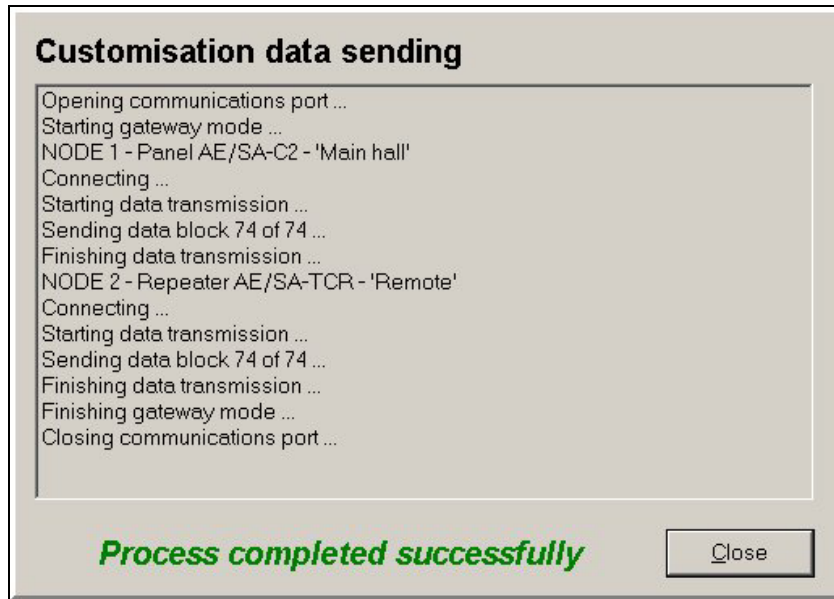 Customisation data sending
Opening communications port ...
Starting gateway mode ...
NODE 1 - Panel AE/SA-C2 - 'Main hall'
Connecting ...
Starting data transmission ...
Sending data block 74 of 74 ...
Finishing data transmission ...
NODE 2 - Repeater AE/SA-TCR - 'Remote'
Connecting ...
Starting data transmission ...
Sending data block 74 of 74 ...
Finishing data transmission ...
Finishing gateway mode ...
Closing communications port ...
Process completed successfully
Close